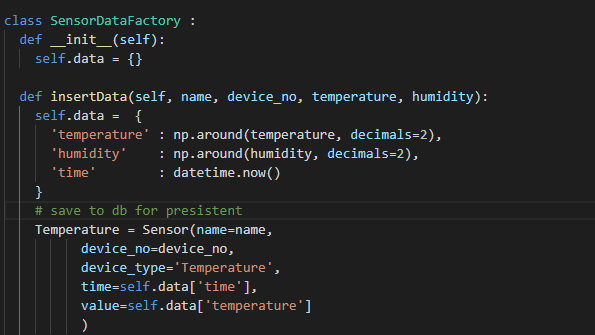 class SensorDataFactory :
  def __init__(self):
    self.data = {}

  def insertData(self, name, device_no, temperature, humidity):
    self.data =  {
      'temperature' : np.around(temperature, decimals=2),
      'humidity'    : np.around(humidity, decimals=2),
      'time'        : datetime.now()
    }
    # save to db for presistent
    Temperature = Sensor(name=name,
          device_no=device_no,
          device_type='Temperature',
          time=self.data['time'],
          value=self.data['temperature']
          )